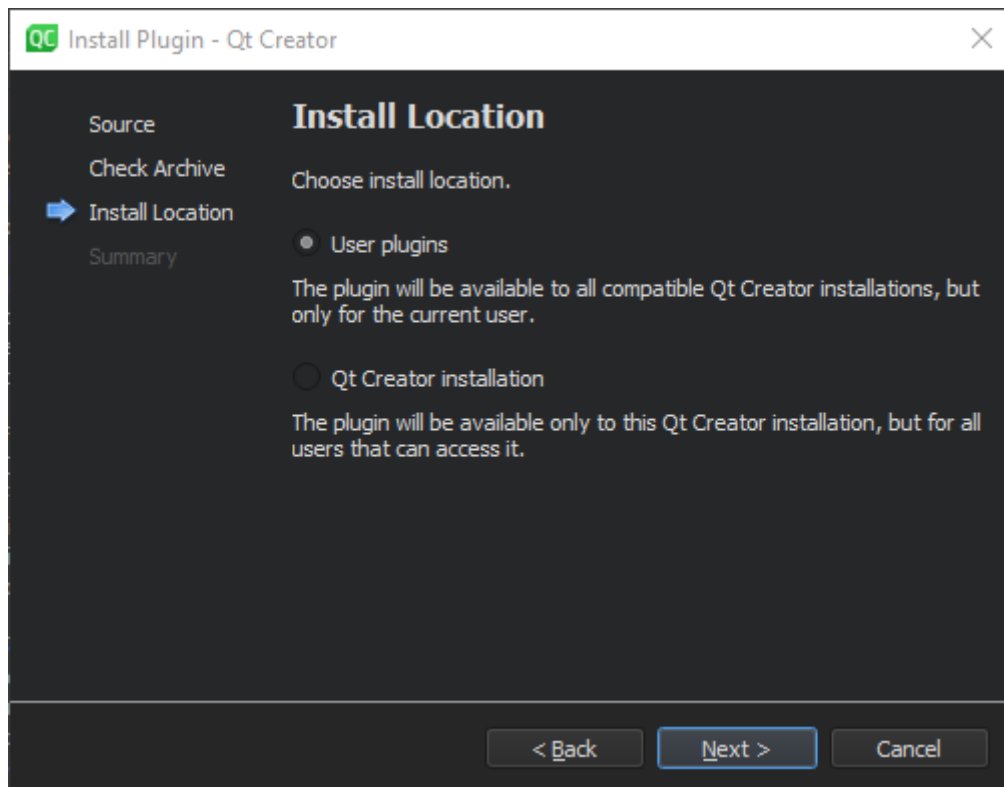 QC Install Plugin - Qt Creator
Source
Check Archive
Install Location
Summary
Install Location
Choose install location.
User plugins
The plugin will be available to all compatible Qt Creator installations, but
only for the current user.
Qt Creator installation
The plugin will be available only to this Qt Creator installation, but for all
users that can access it.
< Back
Next >
Cancel